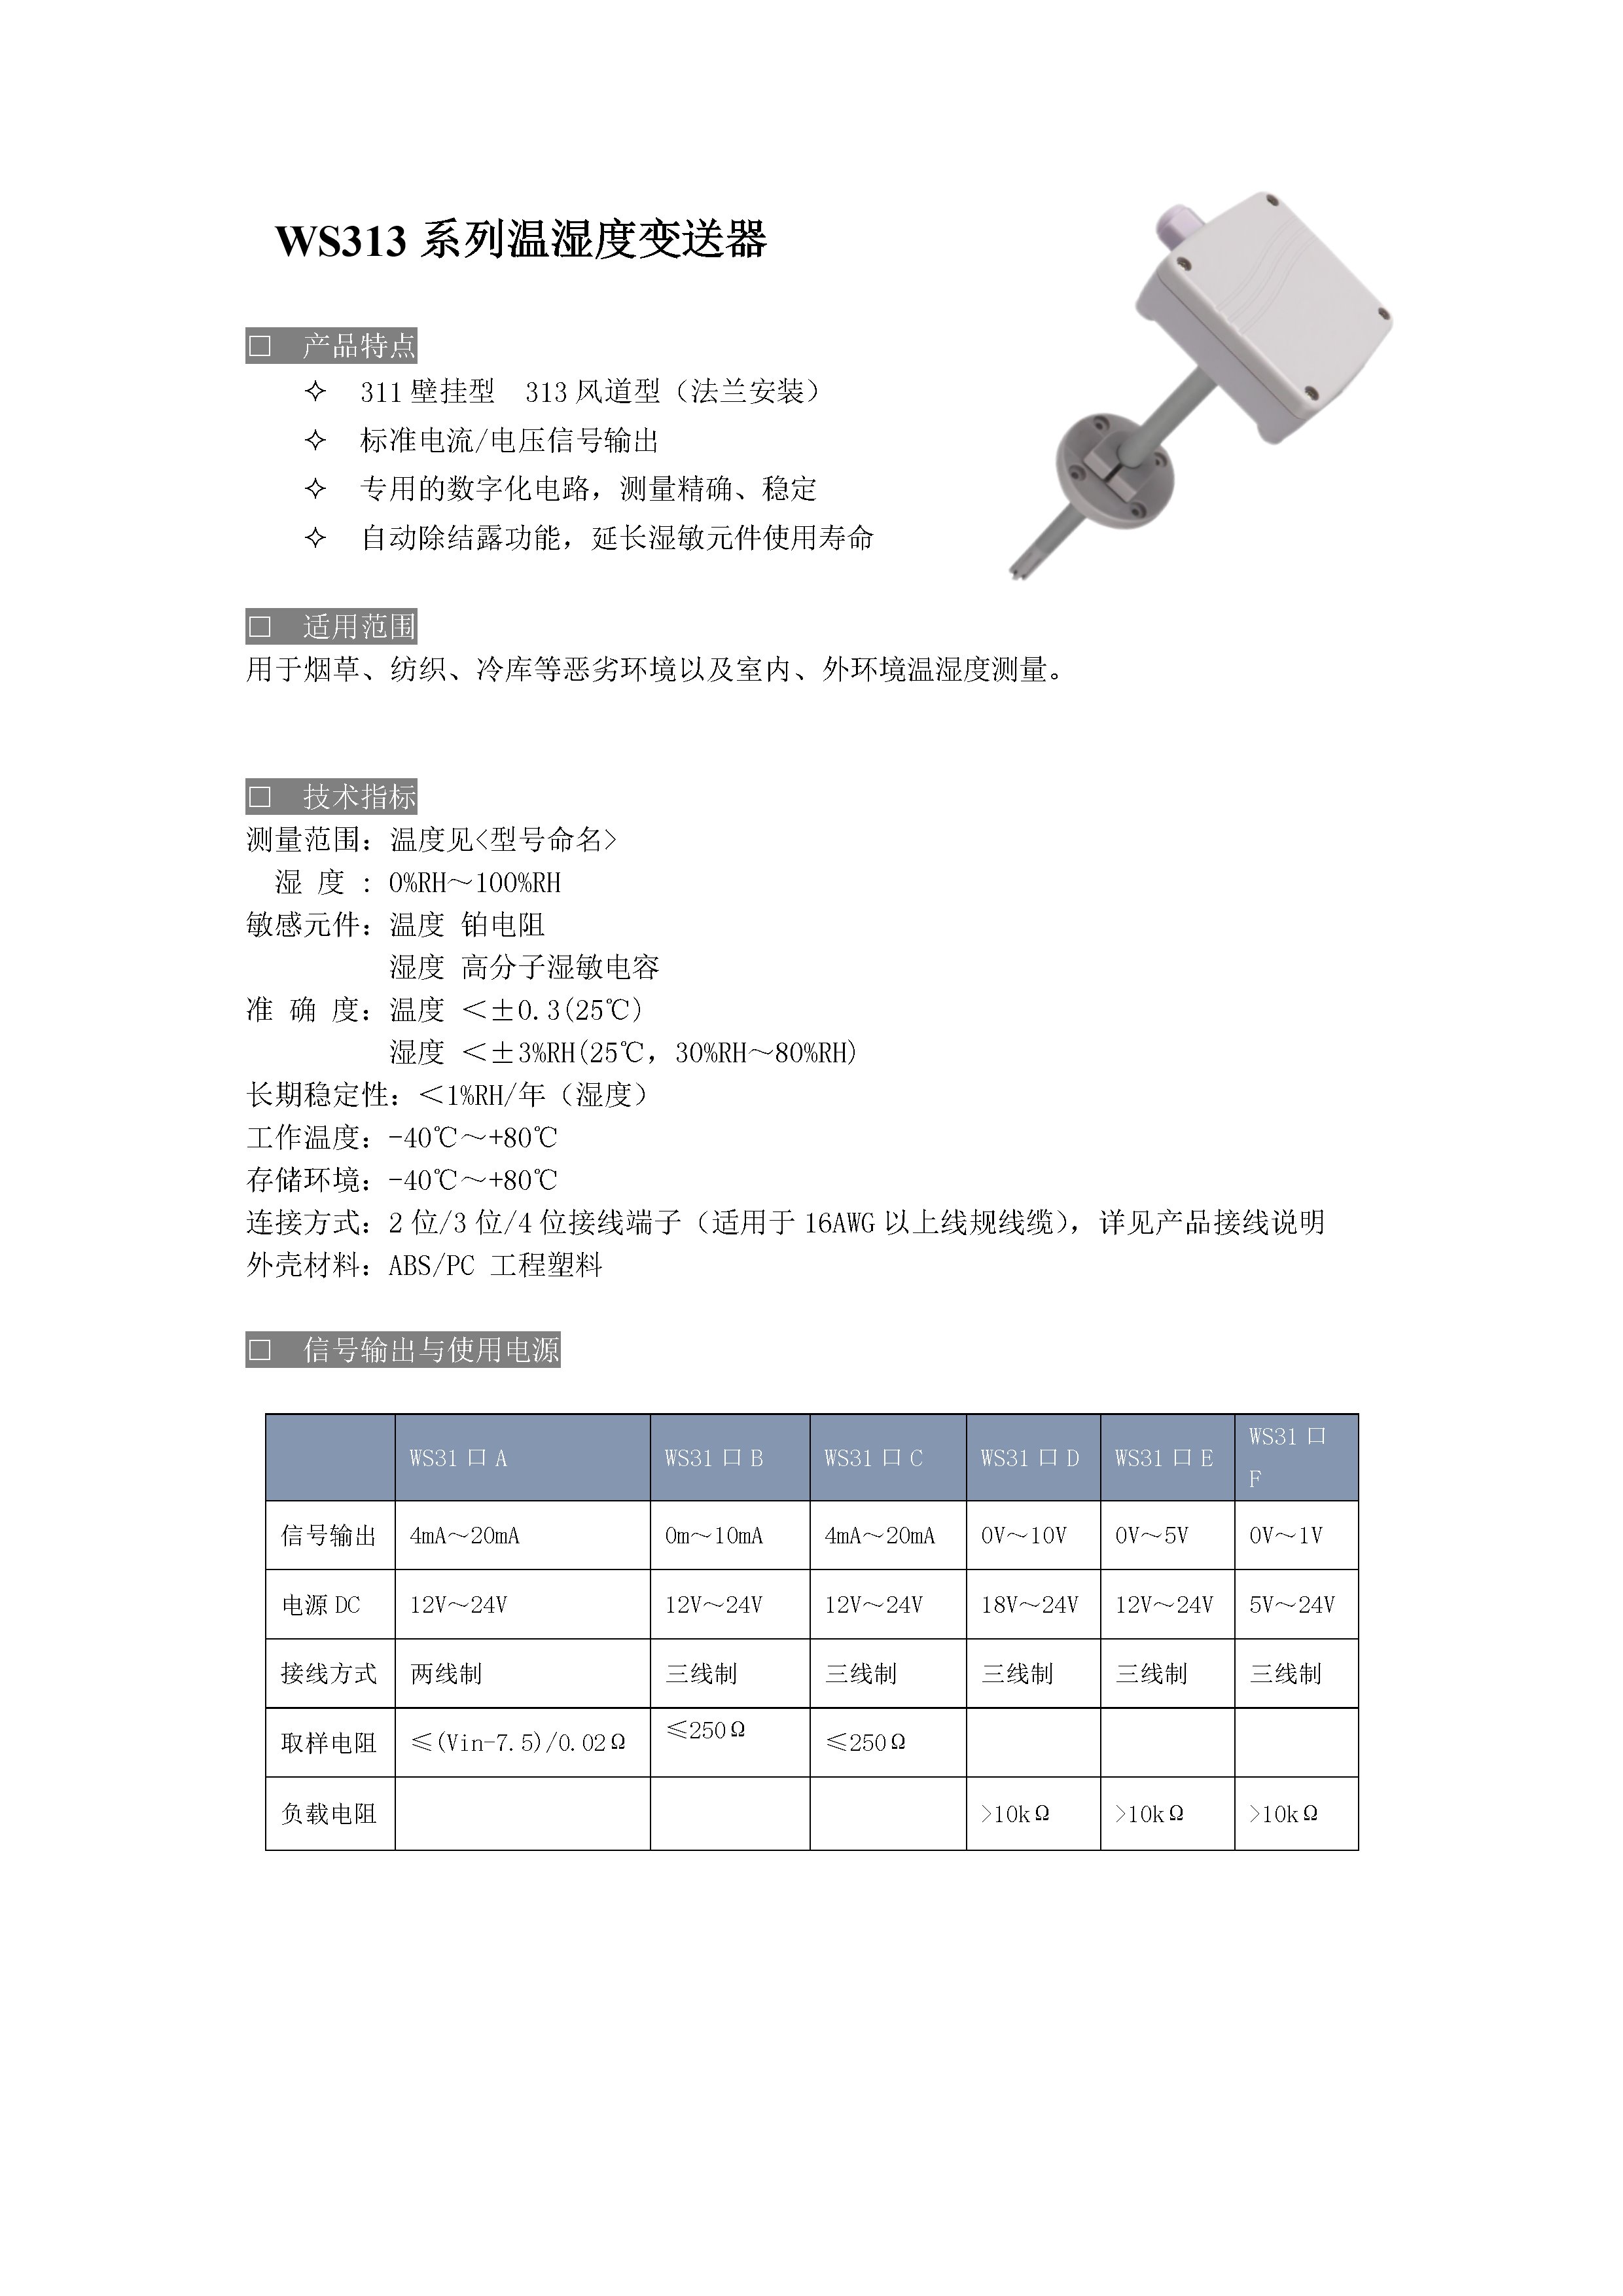 WS313 系列温湿度变送器
□ 产品特点
✧ 311 壁挂型 313 风道型（法兰安装）
✧ 标准电流/电压信号输出
✧ 专用的数字化电路，测量精确、稳定
✧ 自动除结露功能，延长湿敏元件使用寿命
□ 适用范围
用于烟草、纺织、冷库等恶劣环境以及室内、外环境温湿度测量。
□ 技术指标
测量范围：温度见<型号命名>
湿 度 : 0%RH～100%RH
敏感元件：温度 铂电阻
湿度 高分子湿敏电容
准 确 度：温度 ＜±0.3(25℃)
湿度 ＜±3%RH(25℃，30%RH～80%RH)
长期稳定性：＜1%RH/年（湿度）
工作温度：-40℃～+80℃
存储环境：-40℃～+80℃
连接方式：2 位/3 位/4 位接线端子（适用于 16AWG 以上线规线缆），详见产品接线说明
外壳材料：ABS/PC 工程塑料
□ 信号输出与使用电源
WS31 口 A WS31 口 B WS31 口 C WS31 口 D WS31 口 E WS31 口 F
信号输出 4mA～20mA 0m～10mA 4mA～20mA 0V～10V 0V～5V 0V～1V
电源 DC 12V～24V 12V～24V 12V～24V 18V～24V 12V～24V 5V～24V
接线方式 两线制 三线制 三线制 三线制 三线制 三线制
取样电阻 ≤(Vin-7.5)/0.02Ω ≤250Ω ≤250Ω
负载电阻 >10kΩ >10kΩ >10kΩ